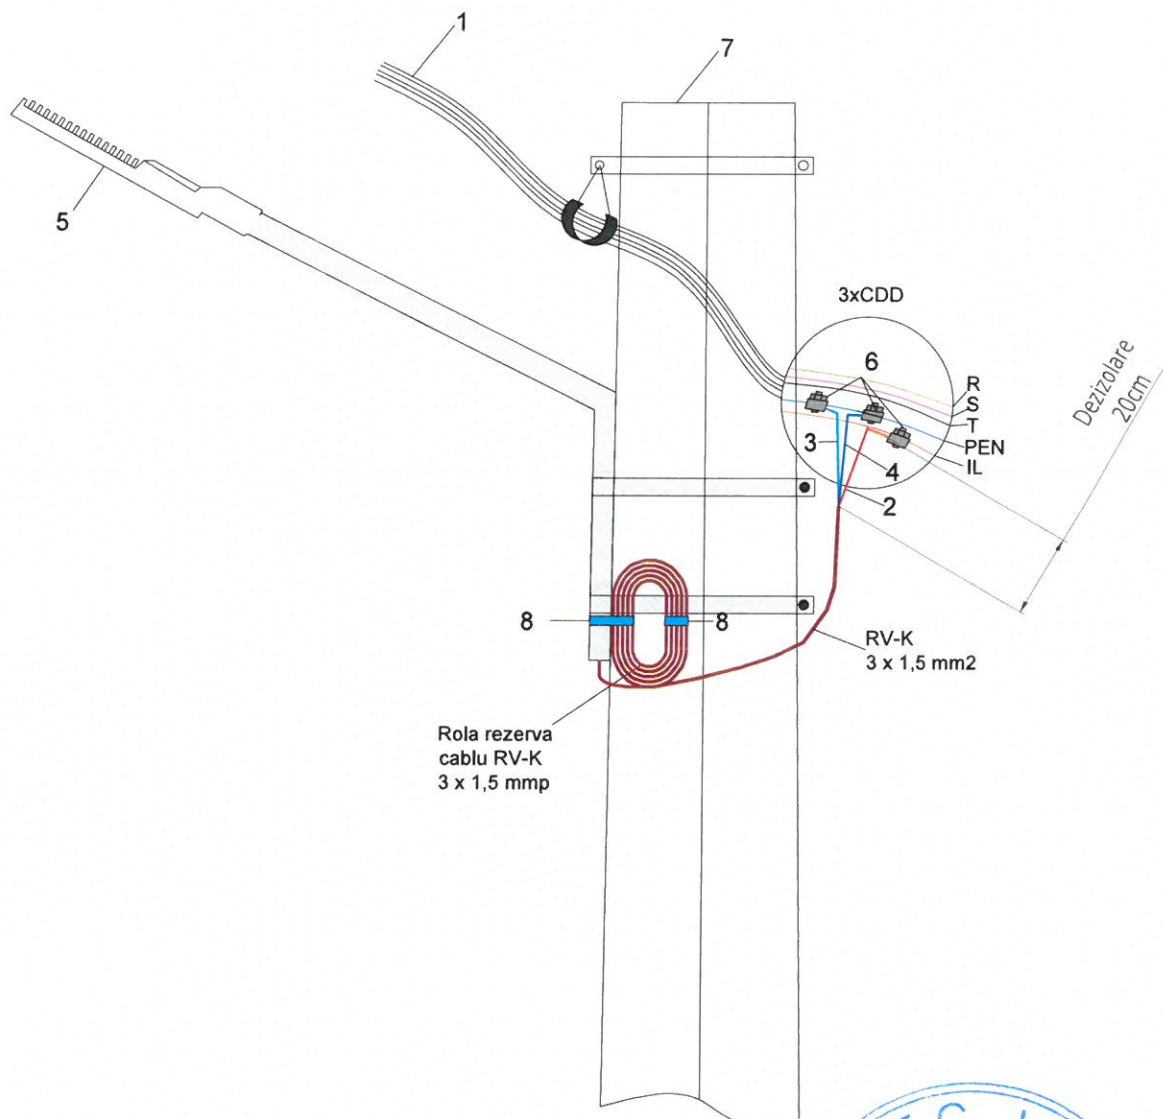 1
7
5
3xCDD
6
R
S
T
PEN
IL
3
4
2
Dezizolare
20cm
8
8
RV-K
3 x 1,5 mm2
Rola rezerva
cablu RV-K
3 x 1,5 mmp